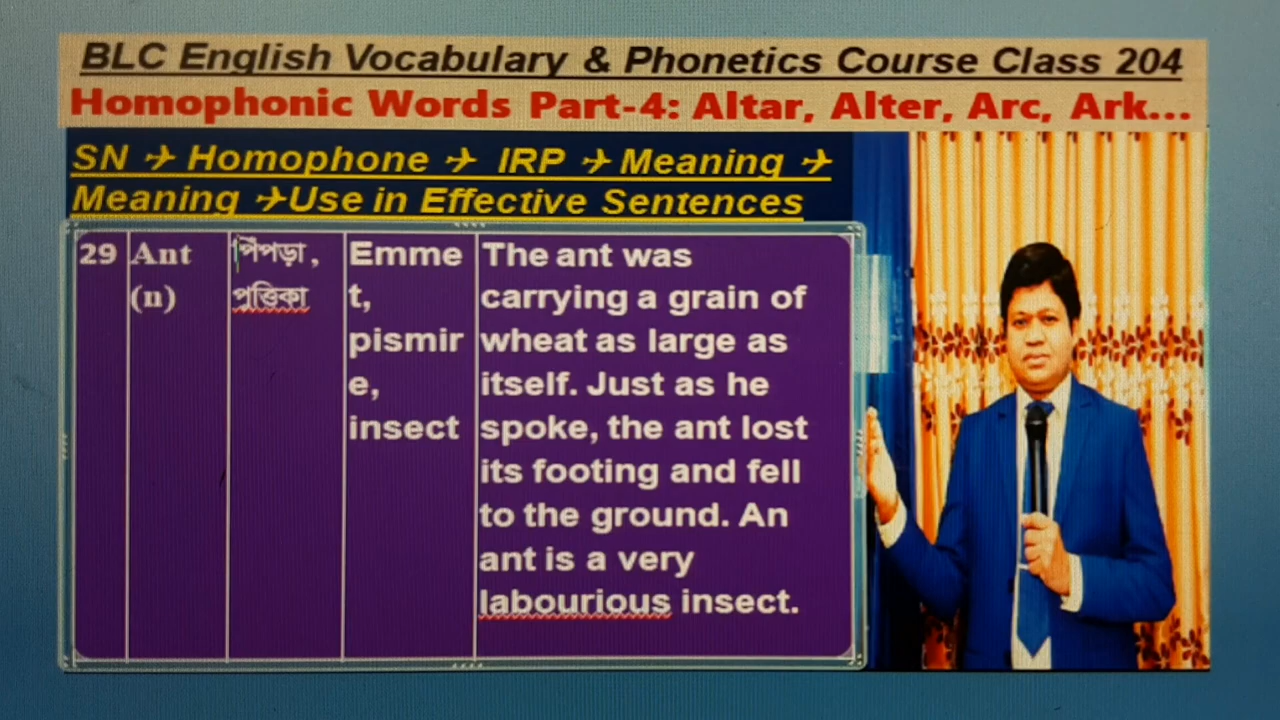 BLC English Vocabulary & Phonetics Course Class 204
Homophonic Words Part-4: Altar, Alter, Arc, Ark...
SN ✈ Homophone ✈ IRP ✈ Meaning ✈
Meaning ✈Use in Effective Sentences
29
Ant
(n)
পিঁপড়া,
পুত্তিকা
Emme
t,
pismir
e,
insect
The ant was
carrying a grain of
wheat as large as
itself. Just as he
spoke, the ant lost
its footing and fell
to the ground. An
ant is a very
labourious insect.